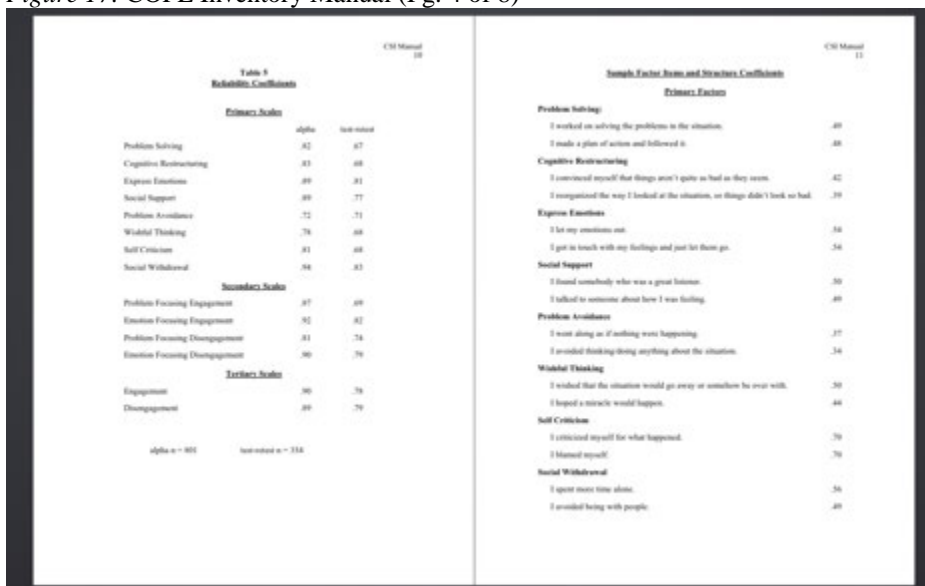 CSI Manual
10
Table 5
Reliability Coefficients
Primary Scales
alpha test-retest
Problem Solving .82 .67
Cognitive Restructuring .83 .68
Express Emotions .89 .81
Social Support .89 .77
Problem Avoidance .72 .71
Wishful Thinking .78 .68
Self Criticism .81 .68
Social Withdrawal .94 .83
Secondary Scales
Problem Focusing Engagement .87 .69
Emotion Focusing Engagement .92 .82
Problem Focusing Disengagement .81 .74
Emotion Focusing Disengagement .90 .79
Tertiary Scales
Engagement .90 .78
Disengagement .89 .79
alpha n = 801 test-retest n = 334
CSI Manual
11
Sample Factor Items and Structure Coefficients
Primary Factors
Problem Solving:
I worked on solving the problems in the situation. .49
I made a plan of action and followed it. .48
Cognitive Restructuring
I convinced myself that things aren't quite as bad as they seem. .42
I reorganized the way I looked at the situation, so things didn't look so bad. .39
Express Emotions
I let my emotions out. .54
I got in touch with my feelings and just let them go. .54
Social Support
I found somebody who was a great listener. .50
I talked to someone about how I was feeling. .49
Problem Avoidance
I went along as if nothing were happening. .37
I avoided thinking/doing anything about the situation. .34
Wishful Thinking
I wished that the situation would go away or somehow be over with. .50
I hoped a miracle would happen. .44
Self Criticism
I criticized myself for what happened. .70
I blamed myself. .70
Social Withdrawal
I spent more time alone. .56
I avoided being with people. .49